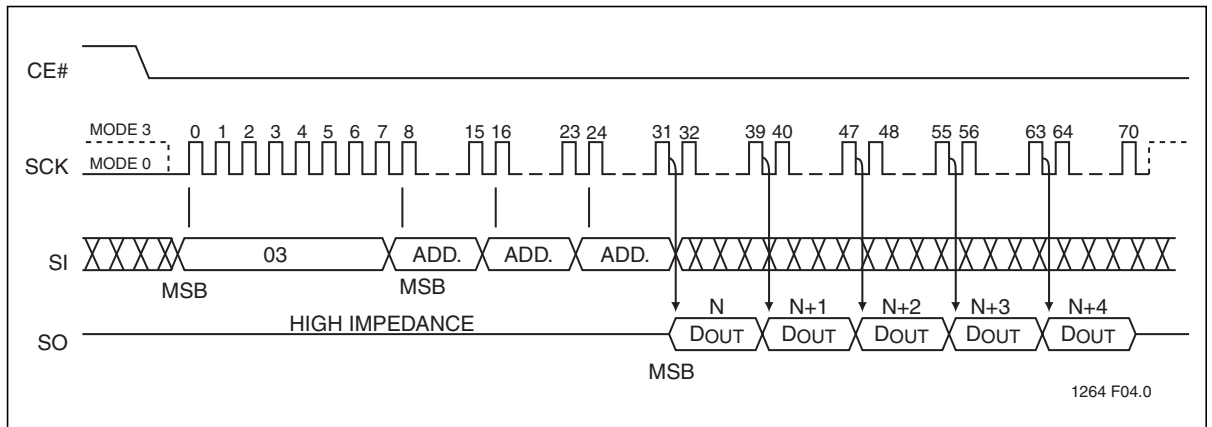 CE#
MODE 3 0 1 2 3 4 5 6 7 8 15 16 23 24 31 32 39 40 47 48 55 56 63 64 70
SCK MODE 0
SI 03 ADD. ADD. ADD.
MSB MSB
HIGH IMPEDANCE N N+1 N+2 N+3 N+4
SO DOUT DOUT DOUT DOUT DOUT
MSB
1264 F04.0